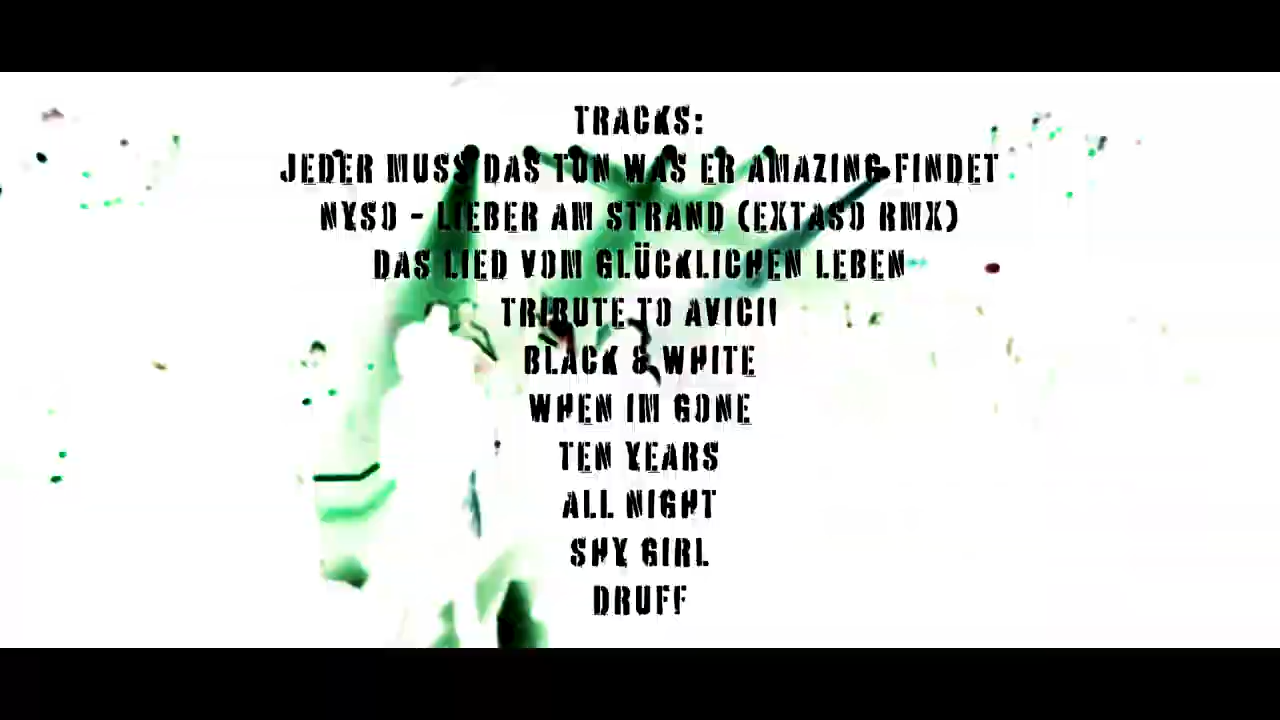 TRACKS:
JEDER MUSS DAS TUN WAS ER AMAZING FINDET
NYSO - LIEBER AM STRAND (EXTASO RMX)
DAS LIED VOM GLÜCKLICHEN LEBEN
TRIBUTE TO AVICII
BLACK & WHITE
WHEN IM GONE
TEN YEARS
ALL NIGHT
SHY GIRL
DRUFF